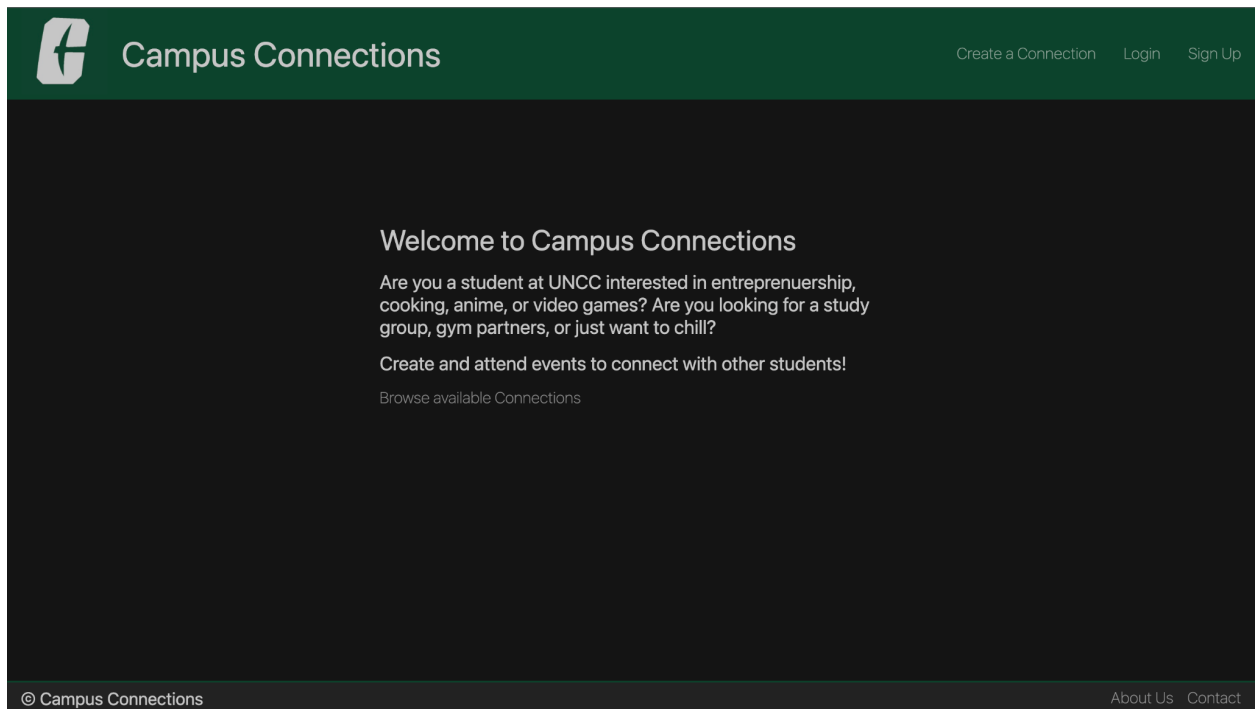 Campus Connections
Create a Connection Login Sign Up
Welcome to Campus Connections
Are you a student at UNCC interested in entreprenuership,
cooking, anime, or video games? Are you looking for a study
group, gym partners, or just want to chill?
Create and attend events to connect with other students!
Browse available Connections
© Campus Connections
About Us Contact